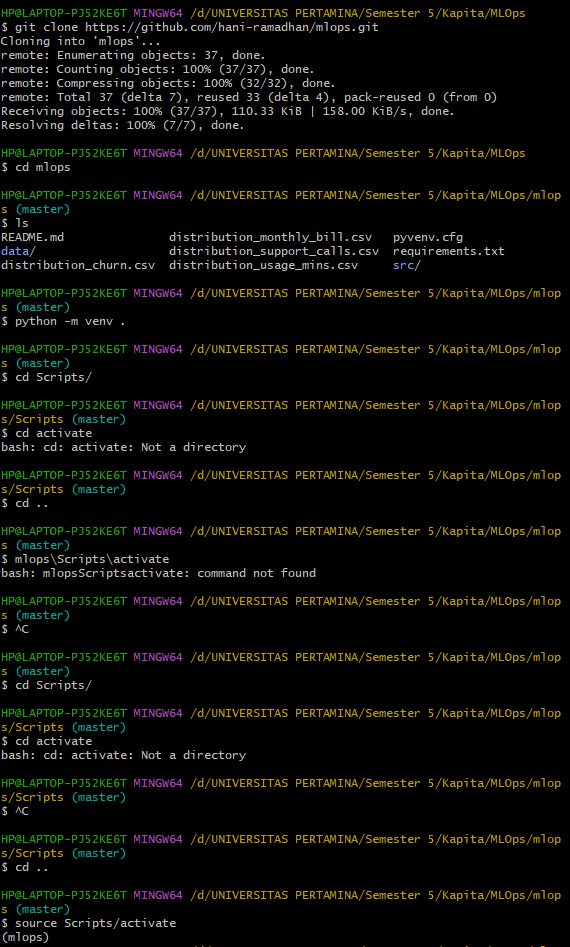 HP@LAPTOP-PJ52KE6T MINGW64 /d/UNIVERSITAS PERTAMINA/Semester 5/Kapita/MLOps
$ git clone https://github.com/hani-ramadhan/mlops.git
Cloning into 'mlops'...
remote: Enumerating objects: 37, done.
remote: Counting objects: 100% (37/37), done.
remote: Compressing objects: 100% (32/32), done.
remote: Total 37 (delta 7), reused 33 (delta 4), pack-reused 0 (from 0)
Receiving objects: 100% (37/37), 110.33 KiB | 158.00 KiB/s, done.
Resolving deltas: 100% (7/7), done.
HP@LAPTOP-PJ52KE6T MINGW64 /d/UNIVERSITAS PERTAMINA/Semester 5/Kapita/MLOps
$ cd mlops
HP@LAPTOP-PJ52KE6T MINGW64 /d/UNIVERSITAS PERTAMINA/Semester 5/Kapita/MLOps/mlop
s (master)
$ ls
README.md distribution_monthly_bill.csv pyvenv.cfg
data/ distribution_support_calls.csv requirements.txt
distribution_churn.csv distribution_usage_mins.csv src/
HP@LAPTOP-PJ52KE6T MINGW64 /d/UNIVERSITAS PERTAMINA/Semester 5/Kapita/MLOps/mlop
s (master)
$ python -m venv .
HP@LAPTOP-PJ52KE6T MINGW64 /d/UNIVERSITAS PERTAMINA/Semester 5/Kapita/MLOps/mlop
s (master)
$ cd Scripts/
HP@LAPTOP-PJ52KE6T MINGW64 /d/UNIVERSITAS PERTAMINA/Semester 5/Kapita/MLOps/mlop
s/Scripts (master)
$ cd activate
bash: cd: activate: Not a directory
HP@LAPTOP-PJ52KE6T MINGW64 /d/UNIVERSITAS PERTAMINA/Semester 5/Kapita/MLOps/mlop
s/Scripts (master)
$ cd ..
HP@LAPTOP-PJ52KE6T MINGW64 /d/UNIVERSITAS PERTAMINA/Semester 5/Kapita/MLOps/mlop
s (master)
$ mlops\Scripts\activate
bash: mlopsScriptsactivate: command not found
HP@LAPTOP-PJ52KE6T MINGW64 /d/UNIVERSITAS PERTAMINA/Semester 5/Kapita/MLOps/mlop
s (master)
$ ^C
HP@LAPTOP-PJ52KE6T MINGW64 /d/UNIVERSITAS PERTAMINA/Semester 5/Kapita/MLOps/mlop
s (master)
$ cd Scripts/
HP@LAPTOP-PJ52KE6T MINGW64 /d/UNIVERSITAS PERTAMINA/Semester 5/Kapita/MLOps/mlop
s/Scripts (master)
$ cd activate
bash: cd: activate: Not a directory
HP@LAPTOP-PJ52KE6T MINGW64 /d/UNIVERSITAS PERTAMINA/Semester 5/Kapita/MLOps/mlop
s/Scripts (master)
$ ^C
HP@LAPTOP-PJ52KE6T MINGW64 /d/UNIVERSITAS PERTAMINA/Semester 5/Kapita/MLOps/mlop
s/Scripts (master)
$ cd ..
HP@LAPTOP-PJ52KE6T MINGW64 /d/UNIVERSITAS PERTAMINA/Semester 5/Kapita/MLOps/mlop
s (master)
$ source Scripts/activate
(mlops)